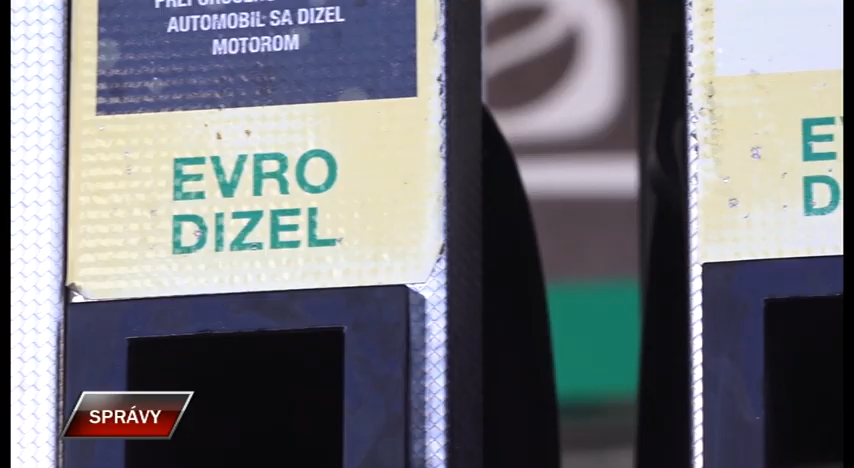 AUTOMOBIL SA DIZEL
MOTOROM
EVRO
DIZEL
SPRÁVY